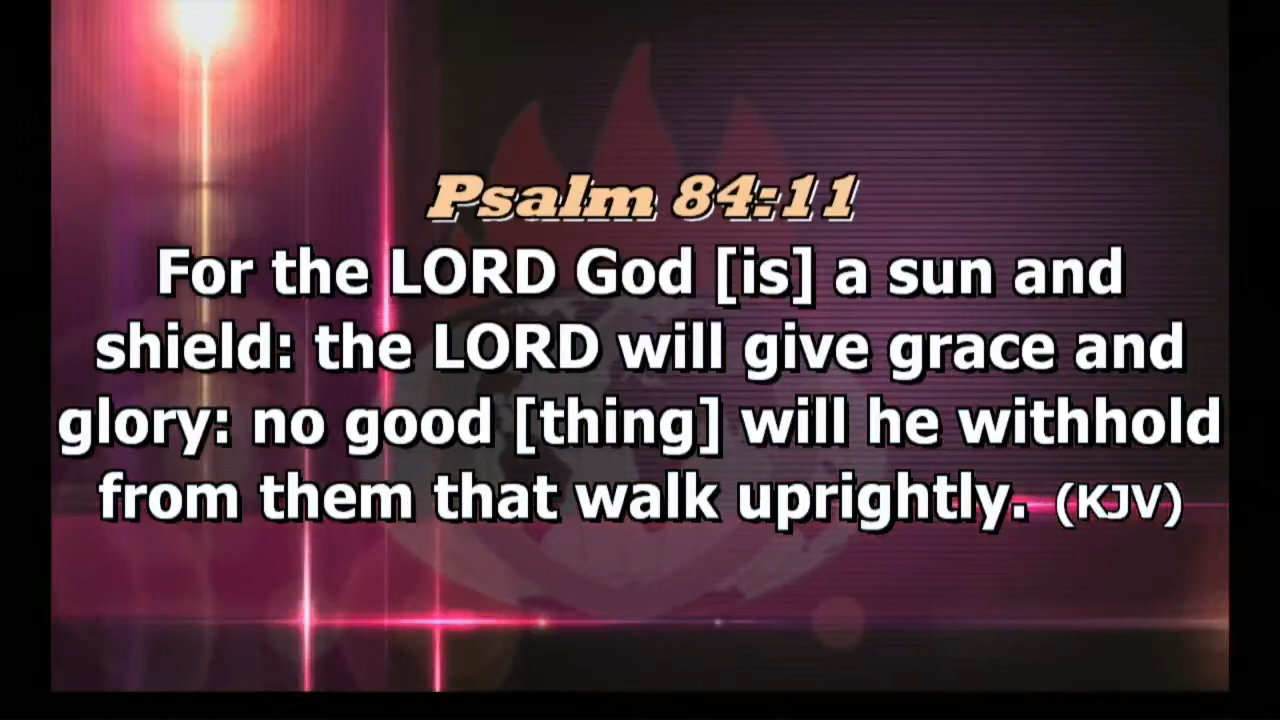 Psalm 84:11
For the LORD God [is] a sun and
shield: the LORD will give grace and
glory: no good [thing] will he withhold
from them that walk uprightly. (KJV)